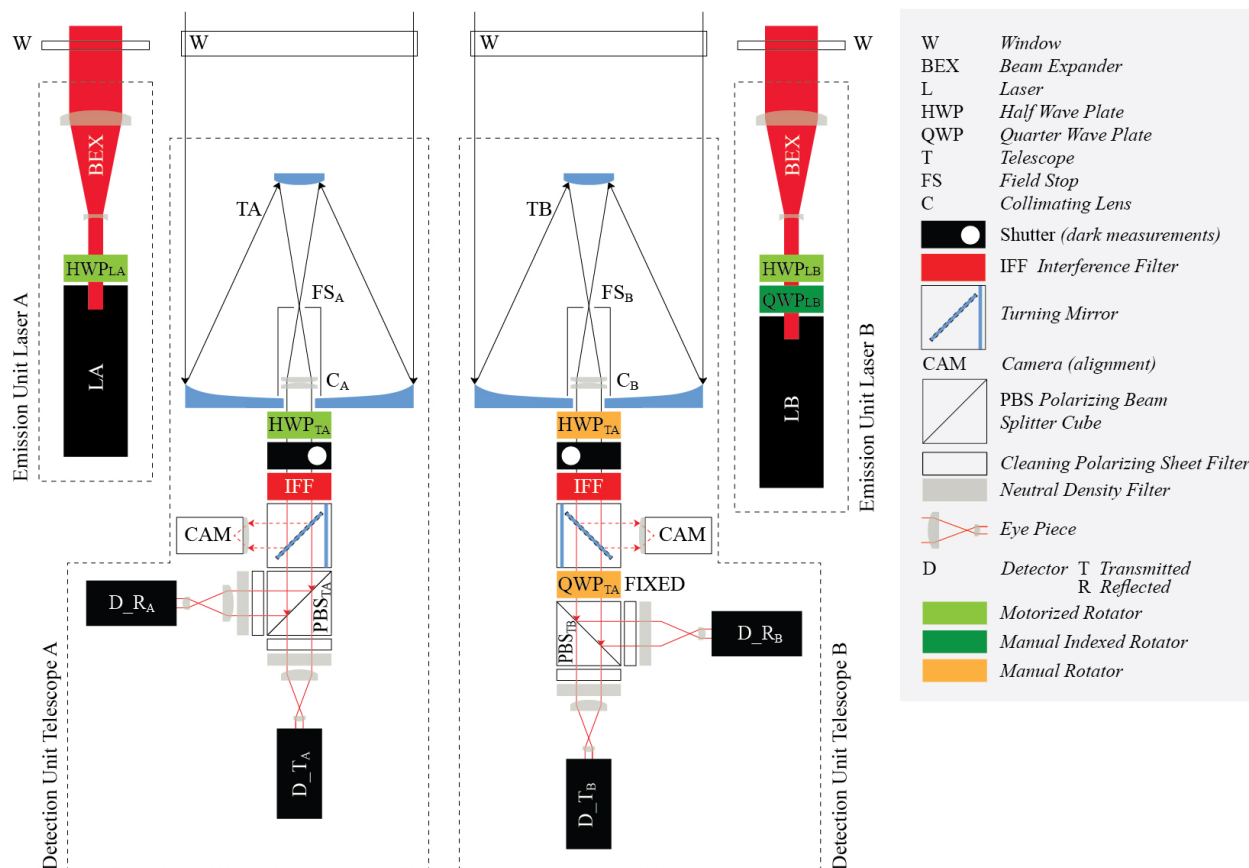 W
W
W
W
BEX
HWPLA
LA
Emission Unit Laser A
TA
FSA
CA
HWPTA
IFF
CAM
PBSTA
D_RA
D_TA
Detection Unit Telescope A
TB
FSB
CB
HWPTA
IFF
CAM
QWPTA FIXED
PBSTB
D_RB
D_TB
Detection Unit Telescope B
BEX
HWPLB
QWPLB
LB
Emission Unit Laser B
W Window
BEX Beam Expander
L Laser
HWP Half Wave Plate
QWP Quarter Wave Plate
T Telescope
FS Field Stop
C Collimating Lens
Shutter (dark measurements)
IFF Interference Filter
Turning Mirror
CAM Camera (alignment)
PBS Polarizing Beam
Splitter Cube
Cleaning Polarizing Sheet Filter
Neutral Density Filter
Eye Piece
D Detector T Transmitted
R Reflected
Motorized Rotator
Manual Indexed Rotator
Manual Rotator